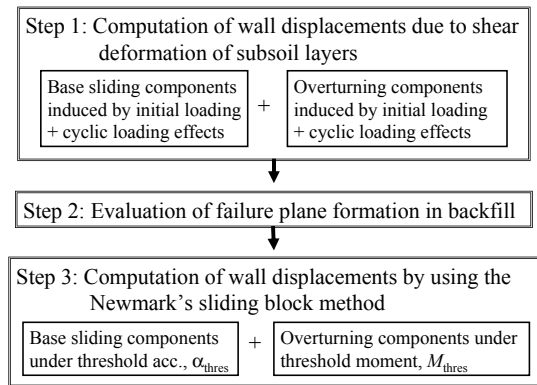 Step 1: Computation of wall displacements due to shear
deformation of subsoil layers
Base sliding components
induced by initial loading
+ cyclic loading effects
+
Overturning components
induced by initial loading
+ cyclic loading effects
Step 2: Evaluation of failure plane formation in backfill
Step 3: Computation of wall displacements by using the
Newmark's sliding block method
Base sliding components
under threshold acc., αthres
+
Overturning components under
threshold moment, Mthres